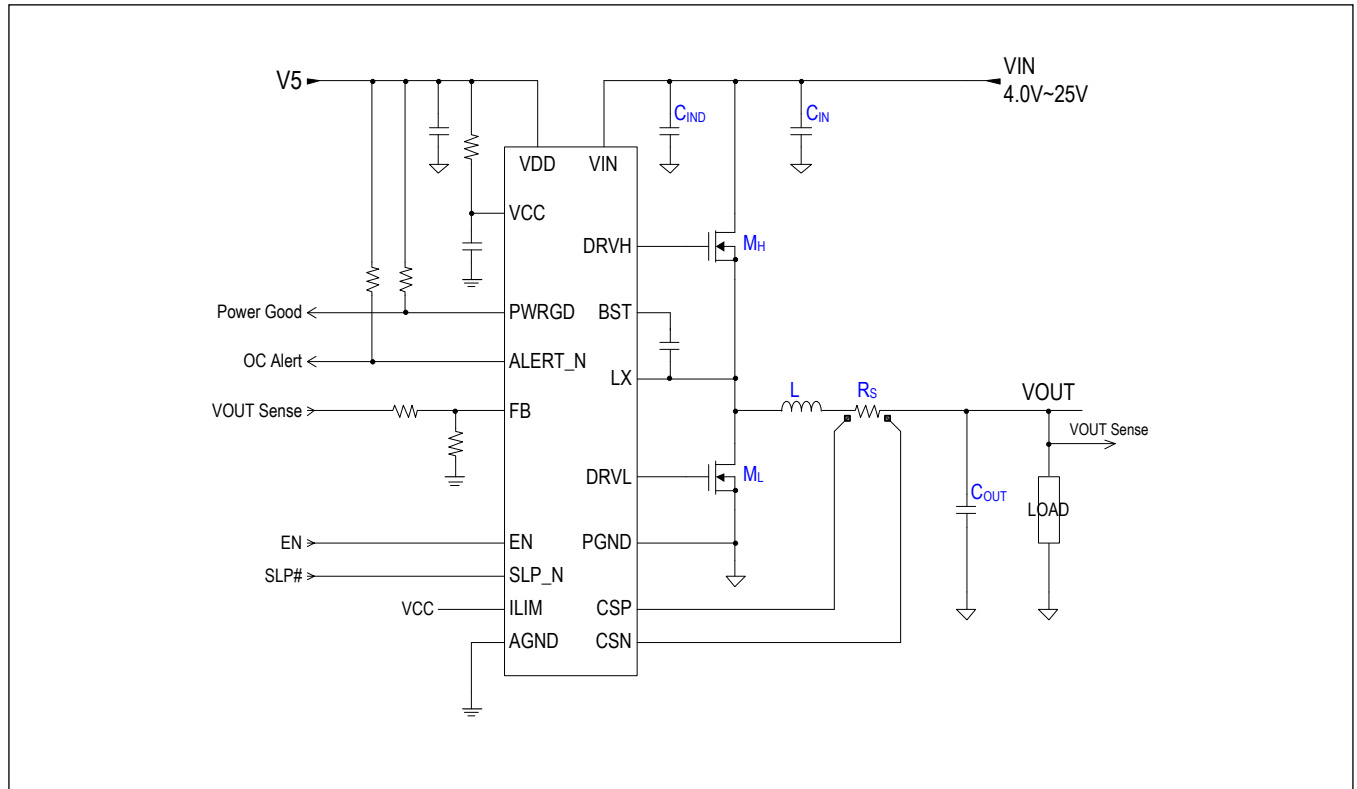 V5
VIN
4.0V~25V
CIND
CIN
VDD
VIN
VCC
DRVH
MH
Power Good
PWRGD
BST
OC Alert
ALERT_N
LX
L
RS
VOUT
VOUT Sense
FB
VOUT Sense
DRVL
ML
COUT
LOAD
EN
EN
PGND
SLP#
SLP_N
VCC
ILIM
CSP
AGND
CSN